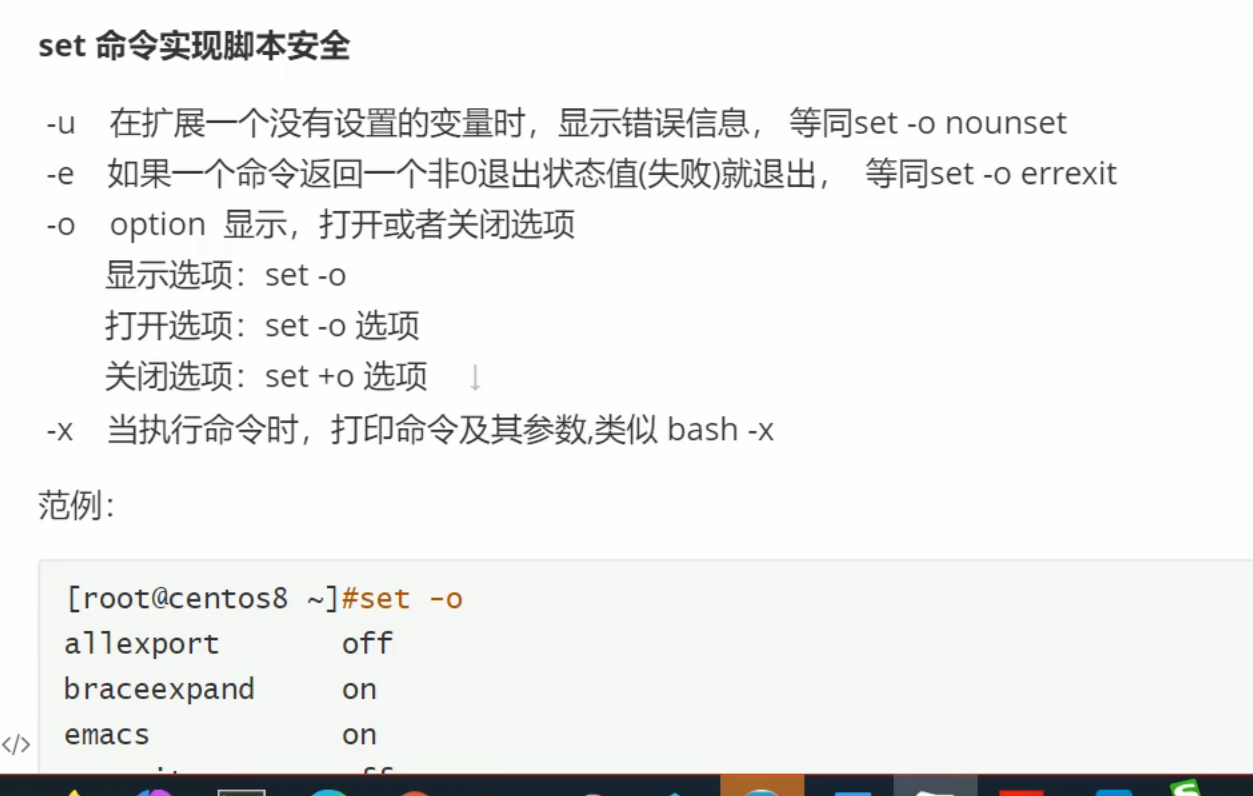 set 命令实现脚本安全
-u 在扩展一个没有设置的变量时，显示错误信息， 等同set -o nounset
-e 如果一个命令返回一个非0退出状态值(失败)就退出， 等同set -o errexit
-o option 显示，打开或者关闭选项
显示选项：set -o
打开选项：set -o 选项
关闭选项：set +o 选项 ↓
-x 当执行命令时，打印命令及其参数,类似 bash -x
范例：
[root@centos8 ~]#set -o
allexport off
braceexpand on
emacs on